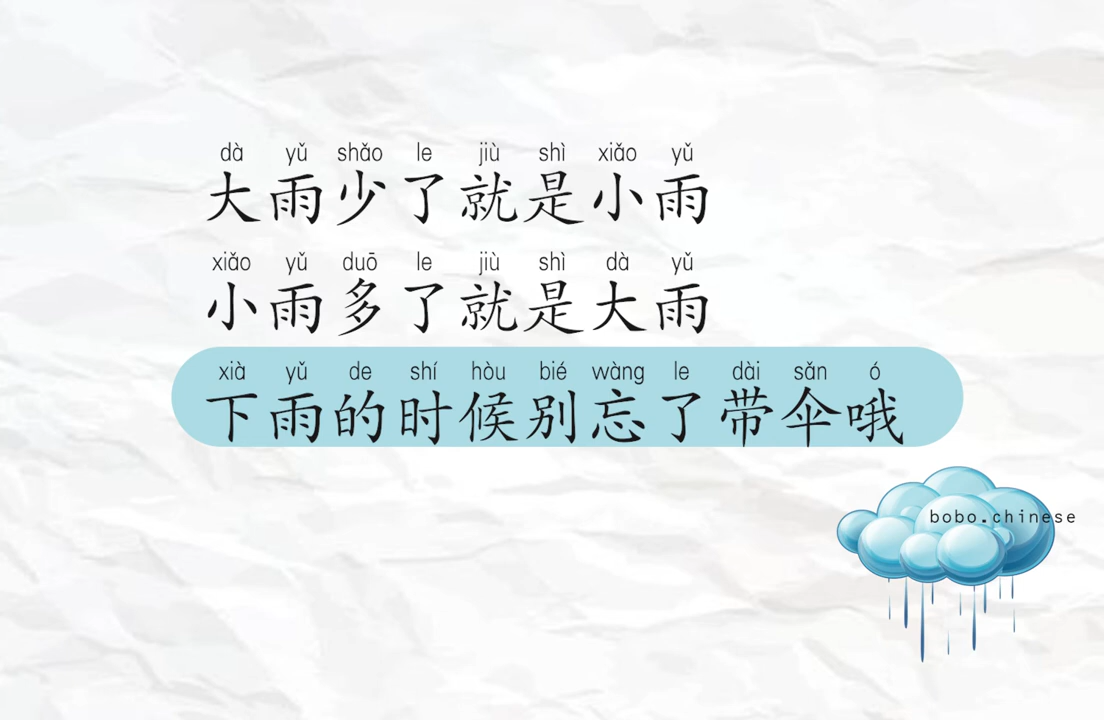 dà yǔ shǎo le jiù shì xiǎo yǔ
大雨少了就是小雨
xiǎo yǔ duō le jiù shì dà yǔ
小雨多了就是大雨
xià yǔ de shí hòu bié wàng le dài sǎn ó
下雨的时候别忘了带伞哦
bobo.chinese